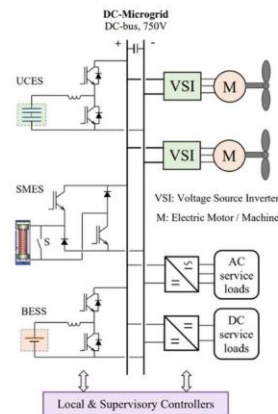 DC-Microgrid
DC-bus, 750V
+ -
UCES
VSI M
VSI M
SMES
S
VSI: Voltage Source Inverter
M: Electric Motor / Machine
AC
service
loads
BESS
DC
service
loads
Local & Supervisory Controllers